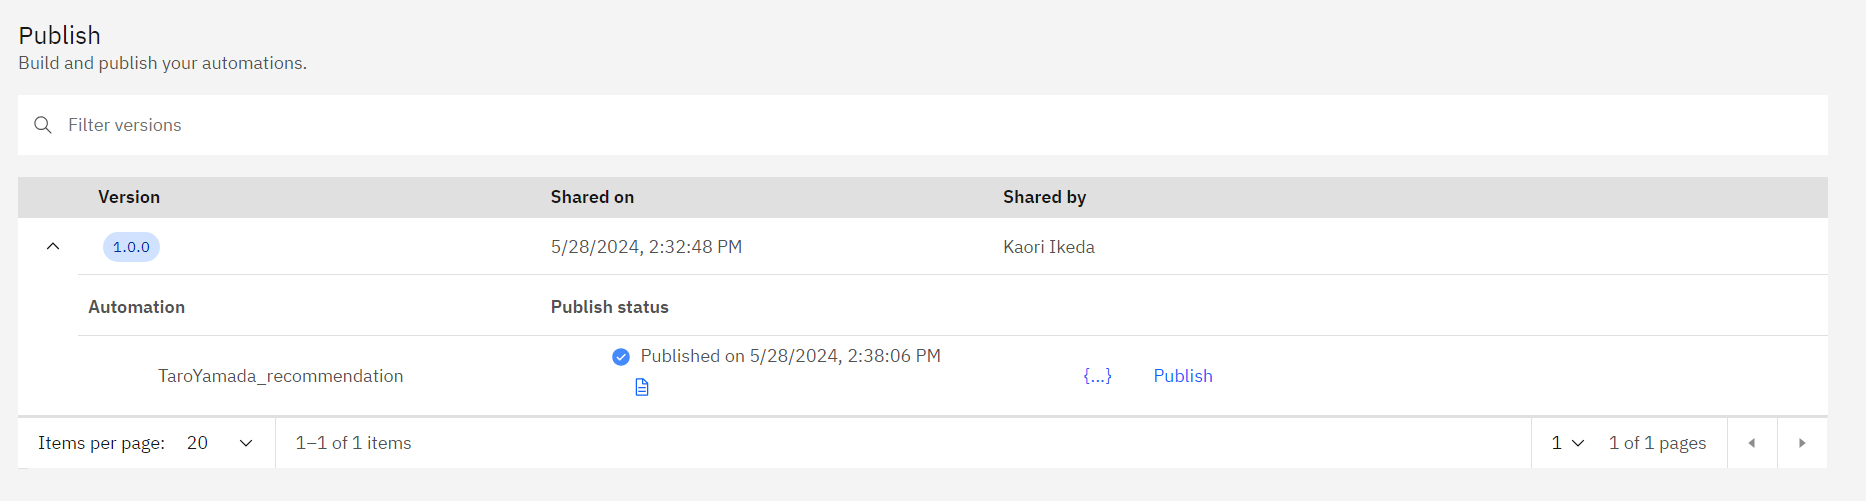 Publish
Build and publish your automations.
Filter versions
Version Shared on Shared by
1.0.0 5/28/2024, 2:32:48 PM Kaori Ikeda
Automation Publish status
Published on 5/28/2024, 2:38:06 PM
TaroYamada_recommendation {...} Publish
Items per page: 20 1–1 of 1 items 1 1 of 1 pages